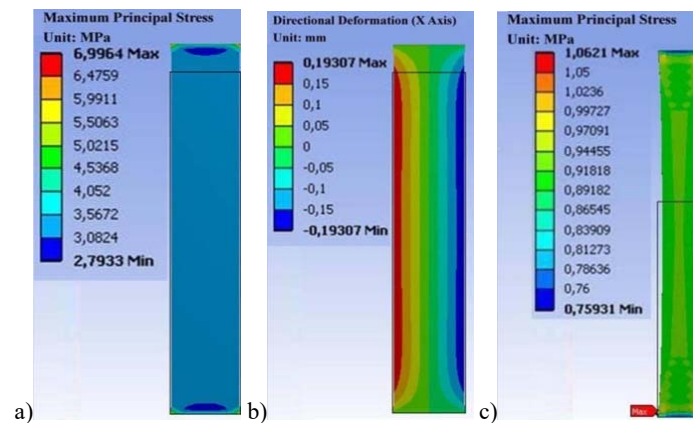 Maximum Principal Stress
Unit: MPa
6,9964 Max
6,4759
5,9911
5,5063
5,0215
4,5368
4,052
3,5672
3,0824
2,7933 Min
a)
Directional Deformation (X Axis)
Unit: mm
0,19307 Max
0,15
0,1
0,05
0
-0,05
-0,1
-0,15
-0,19307 Min
b)
Maximum Principal Stress
Unit: MPa
1,0621 Max
1,05
1,0236
0,99727
0,97091
0,94455
0,91818
0,89182
0,86545
0,83909
0,81273
0,78636
0,76
0,75931 Min
Max
c)